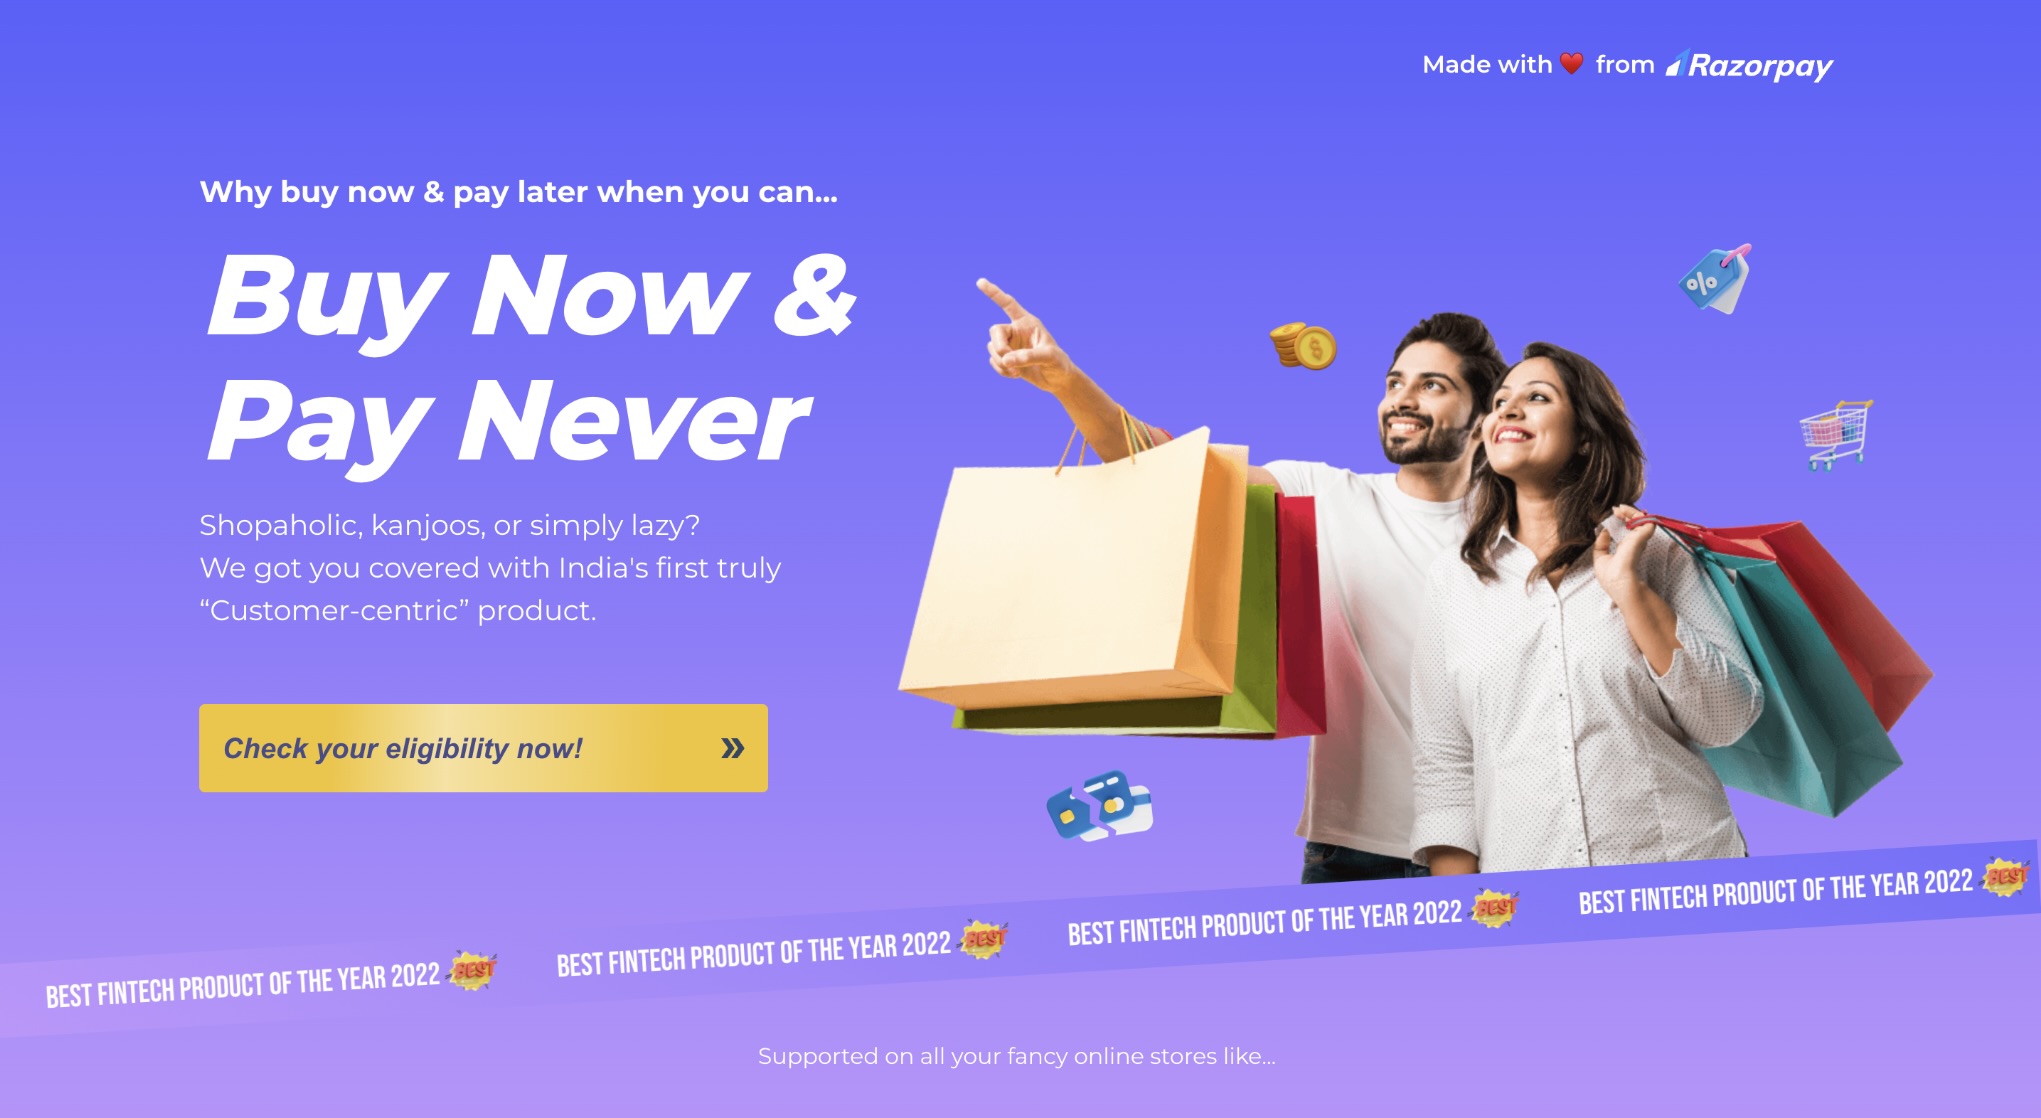 Made with ❤️ from Razorpay
Why buy now & pay later when you can...
Buy Now &
Pay Never
Shopaholic, kanjoos, or simply lazy?
We got you covered with India's first truly
“Customer-centric” product.
Check your eligibility now! »
BEST FINTECH PRODUCT OF THE YEAR 2022 BEST
BEST FINTECH PRODUCT OF THE YEAR 2022 BEST
BEST FINTECH PRODUCT OF THE YEAR 2022 BEST
BEST FINTECH PRODUCT OF THE YEAR 2022 BEST
Supported on all your fancy online stores like...